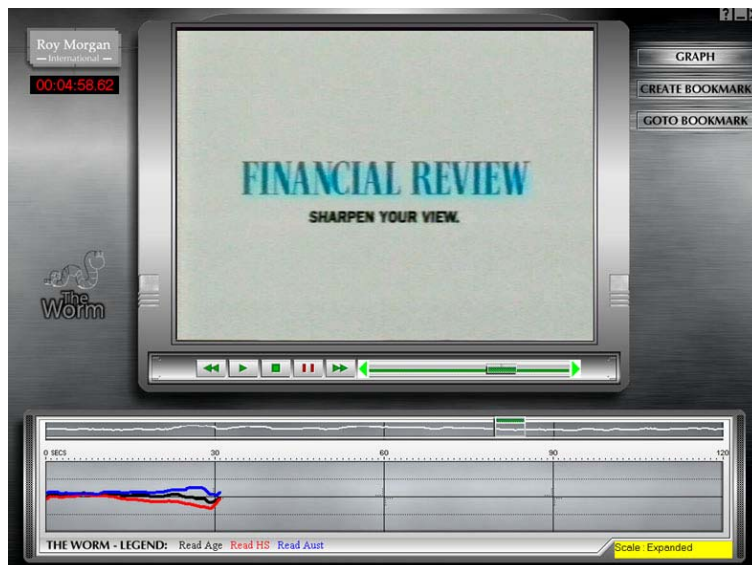 ? _
Roy Morgan
International
00:04:58.62
GRAPH
CREATE BOOKMARK
GOTO BOOKMARK
FINANCIAL REVIEW
SHARPEN YOUR VIEW.
The
Worm
0 SECS 30 60 90 120
THE WORM - LEGEND: Read Age Read HS Read Aust
Scale : Expanded